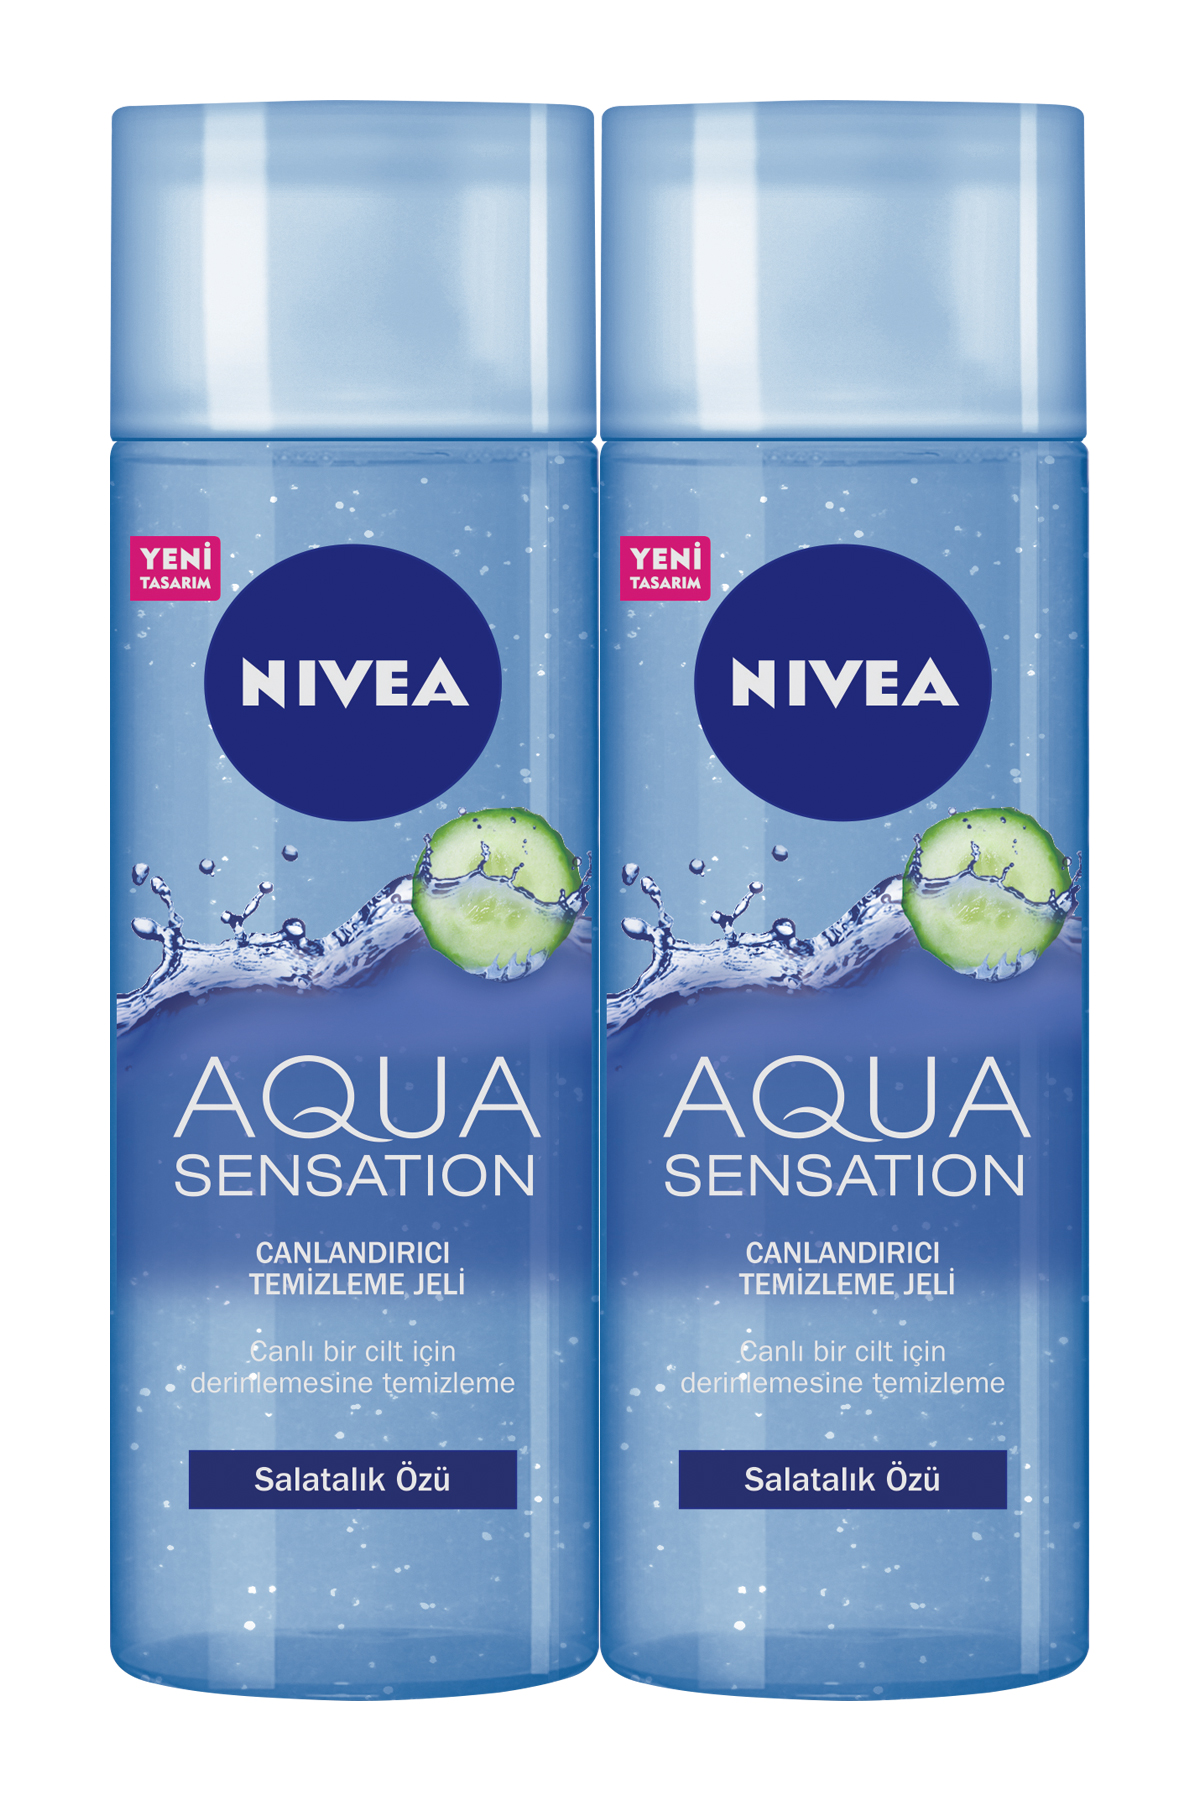 YENİ
TASARIM
NIVEA
AQUA
SENSATION
CANLANDIRICI
TEMİZLEME JELİ
Canlı bir cilt için
derinlemesine temizleme
Salatalık Özü
YENİ
TASARIM
NIVEA
AQUA
SENSATION
CANLANDIRICI
TEMİZLEME JELİ
Canlı bir cilt için
derinlemesine temizleme
Salatalık Özü